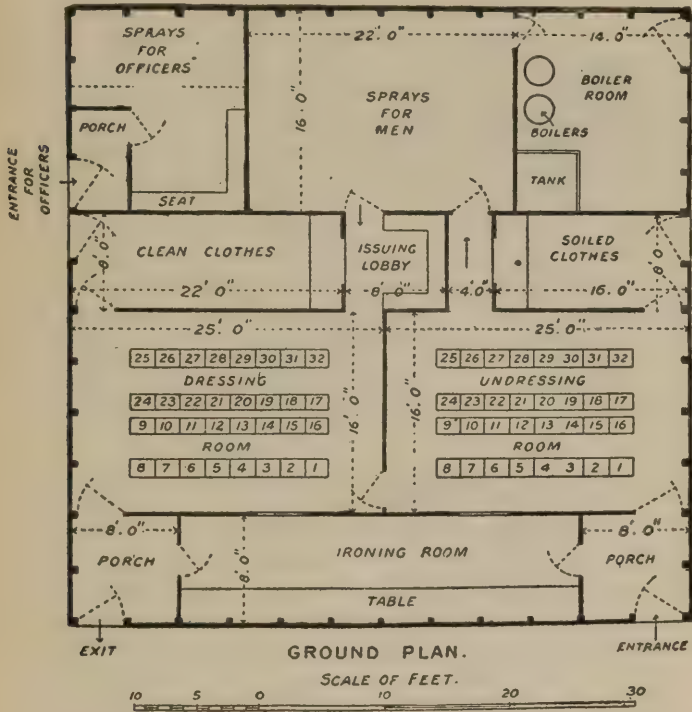 SPRAYS
FOR
OFFICERS
22'. 0"
14'. 0"
SPRAYS
FOR
MEN
16'. 0"
BOILER
ROOM
BOILERS
PORCH
ENTRANCE
FOR
OFFICERS
TANK
SEAT
CLEAN CLOTHES
ISSUING
LOBBY
SOILED
CLOTHES
8'. 0"
8'. 0"
22'. 0"
8'. 0"
4'.0"
16'. 0"
25'. 0"
25'. 0"
25 26 27 28 29 30 31 32
DRESSING
24 23 22 21 20 19 18 17
9 10 11 12 13 14 15 16
ROOM
8 7 6 5 4 3 2 1
16'. 0"
16'. 0"
25 26 27 28 29 30 31 32
UNDRESSING
24 23 22 21 20 19 18 17
9 10 11 12 13 14 15 16
ROOM
8 7 6 5 4 3 2 1
8'. 0"
8'. 0"
8'. 0"
PORCH
IRONING ROOM
PORCH
TABLE
EXIT
GROUND PLAN.
ENTRANCE
SCALE OF FEET.
10 5 0 10 20 30